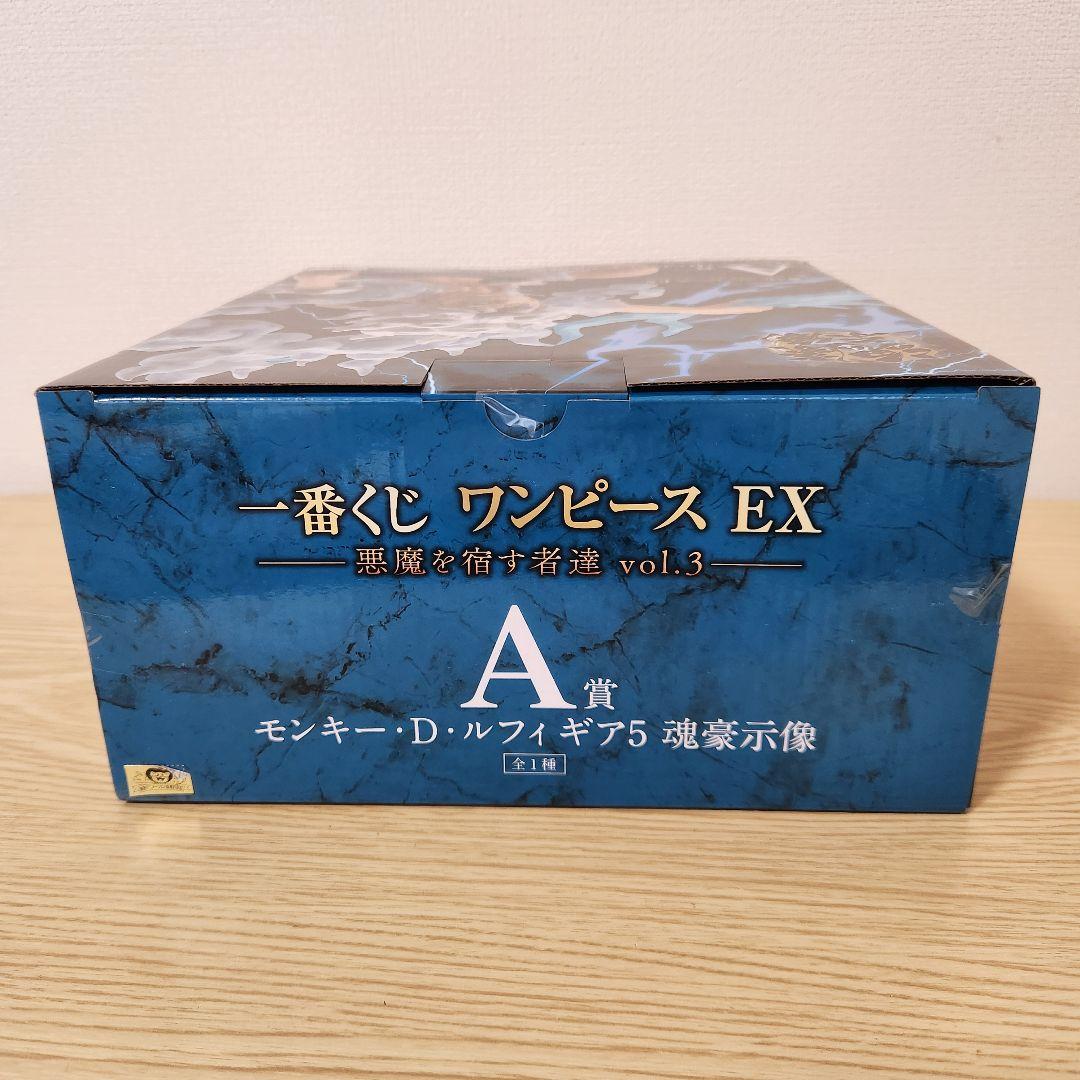 一番くじ ワンピース EX
悪魔を宿す者達 vol.3
A賞
モンキー・D・ルフィ ギア5 魂豪示像
全1種